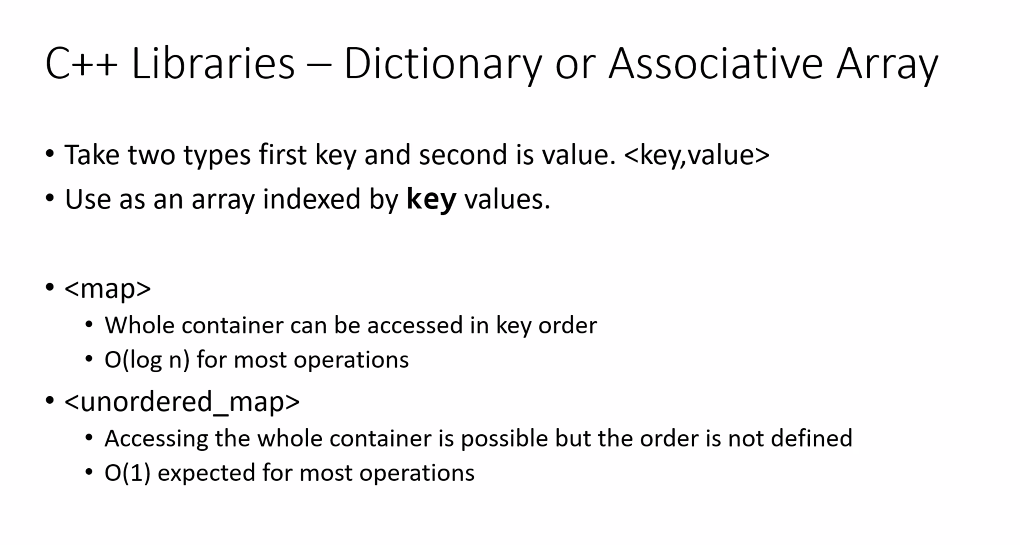 C++ Libraries – Dictionary or Associative Array
• Take two types first key and second is value. <key,value>
• Use as an array indexed by key values.
• <map>
• Whole container can be accessed in key order
• O(log n) for most operations
• <unordered_map>
• Accessing the whole container is possible but the order is not defined
• O(1) expected for most operations